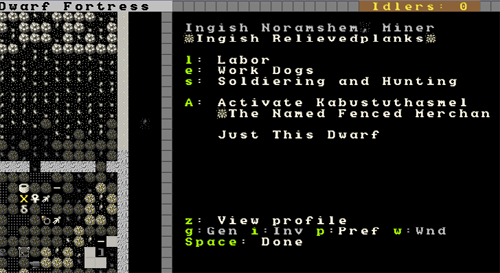 Dwarf Fortress
Idlers: 0
Ingish Noramshem, Miner
※Ingish Relievedplanks※
l: Labor
e: Work Dogs
s: Soldiering and Hunting
A: Activate Kabustuthasmel
※The Named Fenced Merchan
Just This Dwarf
z: View profile
g:Gen i:Inv p:Pref w:Wnd
Space: Done